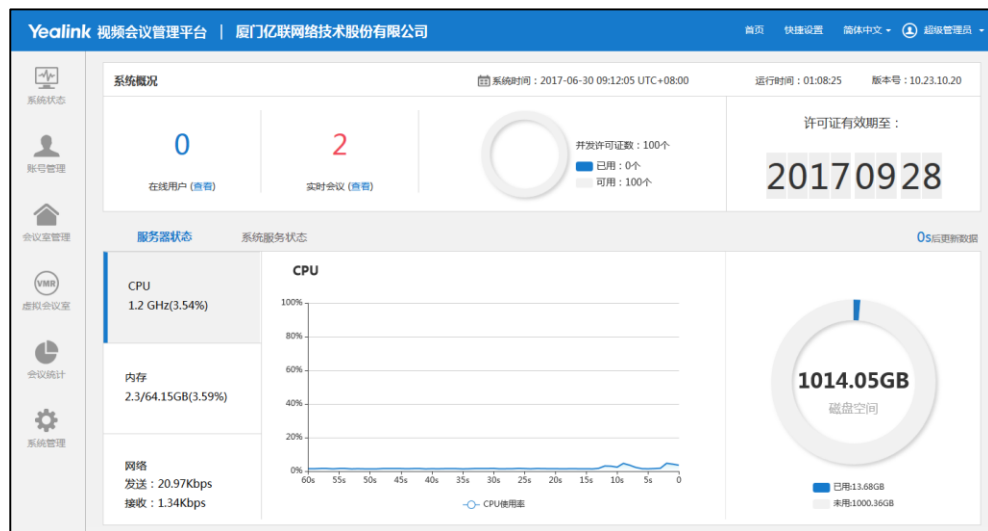 Yealink 视频会议管理平台 | 厦门亿联网络技术股份有限公司
首页 快捷设置 简体中文 超级管理员
系统状态
账号管理
会议室管理
VMR
虚拟会议室
会议统计
系统管理
系统概况
系统时间：2017-06-30 09:12:05 UTC+08:00
运行时间：01:08:25
版本号：10.23.10.20
0
在线用户 (查看)
2
实时会议 (查看)
并发许可证数：100个
已用：0个
可用：100个
许可证有效期至：
2017 09 28
服务器状态
系统服务状态
0s后更新数据
CPU
1.2 GHz(3.54%)
内存
2.3/64.15GB(3.59%)
网络
发送：20.97Kbps
接收：1.34Kbps
CPU
100%
80%
60%
40%
20%
0%
60s 55s 50s 45s 40s 35s 30s 25s 20s 15s 10s 5s 0
CPU使用率
1014.05GB
磁盘空间
已用:13.68GB
未用:1000.36GB